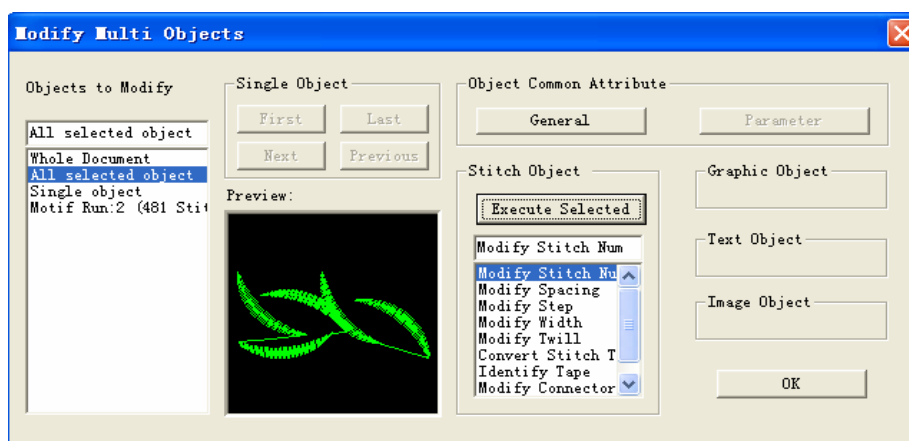 Modify Multi Objects
Objects to Modify
All selected object
Whole Document
All selected object
Single object
Motif Run:2 (481 Sti
Single Object
First
Last
Next
Previous
Preview:
Object Common Attribute
General
Parameter
Stitch Object
Execute Selected
Modify Stitch Num
Modify Stitch Nu
Modify Spacing
Modify Step
Modify Width
Modify Twill
Convert Stitch T
Identify Tape
Modify Connector
Graphic Object
Text Object
Image Object
OK